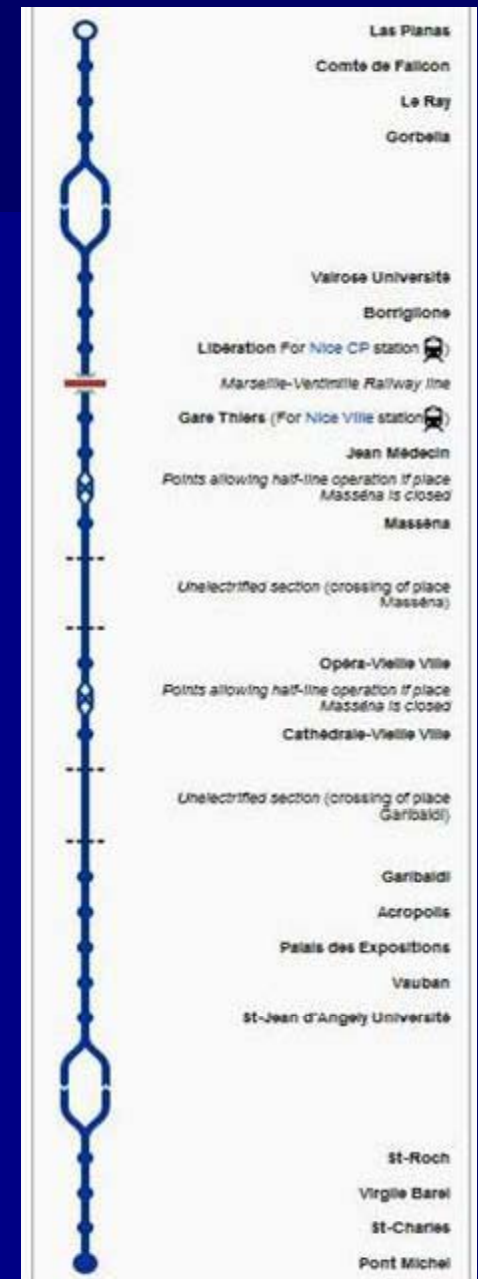 Las Planas
Comte de Falicon
Le Ray
Gorbella
Valrose Université
Borriglione
Libération For Nice CP station )
Marseille-Ventimille Railway line
Gare Thiers (For Nice Ville station )
Jean Médecin
Points allowing half-line operation if place
Masséna is closed
Masséna
Unelectrified section (crossing of place
Masséna)
Opéra-Vieille Ville
Points allowing half-line operation if place
Masséna is closed
Cathédrale-Vieille Ville
Unelectrified section (crossing of place
Garibaldi)
Garibaldi
Acropolis
Palais des Expositions
Vauban
St-Jean d'Angely Université
St-Roch
Virgile Barel
St-Charles
Pont Michel